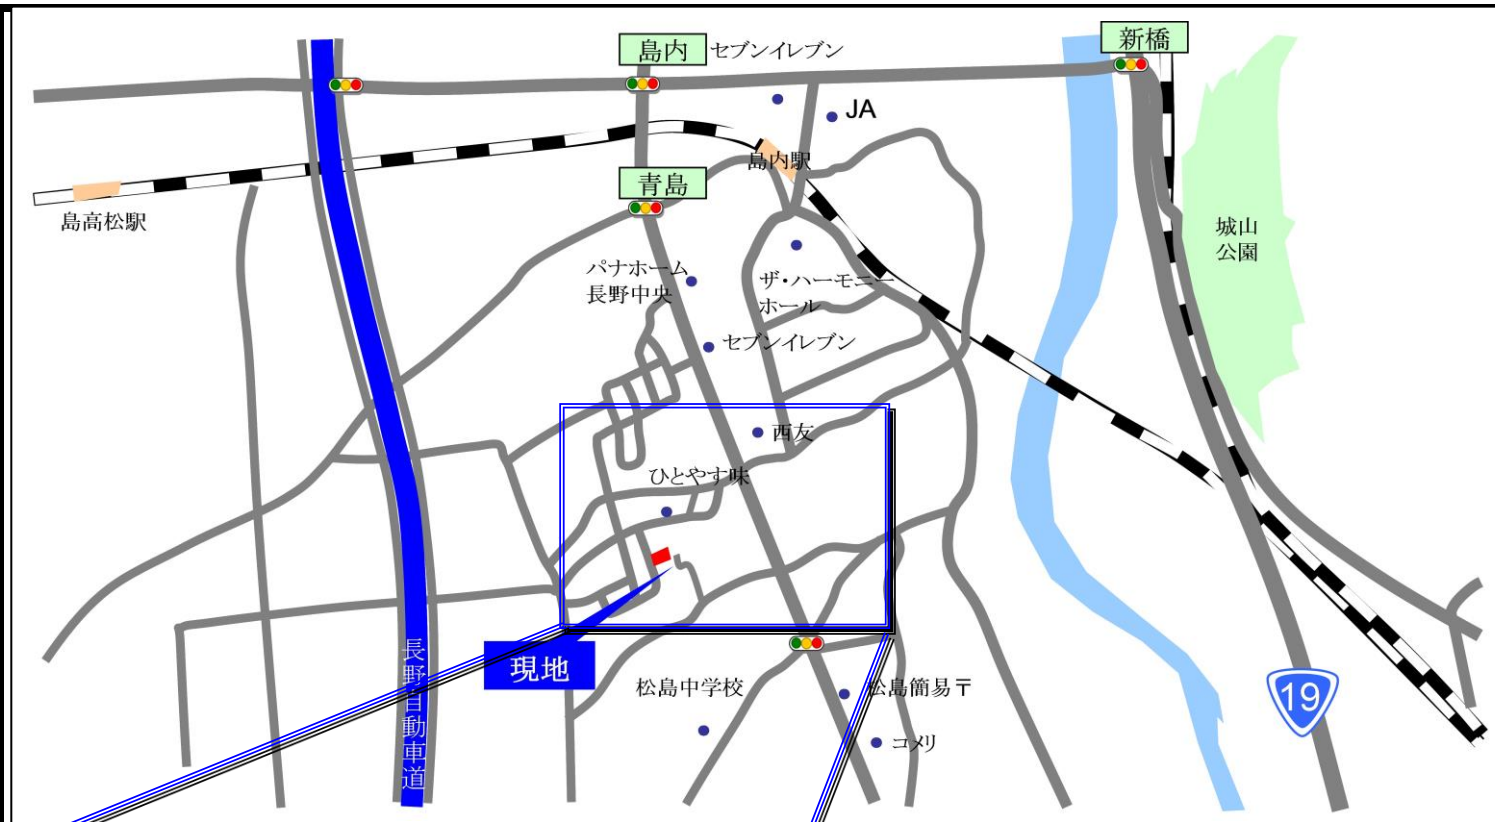 新橋
島内
セブンイレブン
JA
島内駅
青島
島高松駅
城山
公園
パナホーム
長野中央
ザ・ハーモニー
ホール
セブンイレブン
西友
ひとやす味
現地
長野自動車道
松島中学校
松島簡易〒
コメリ
19